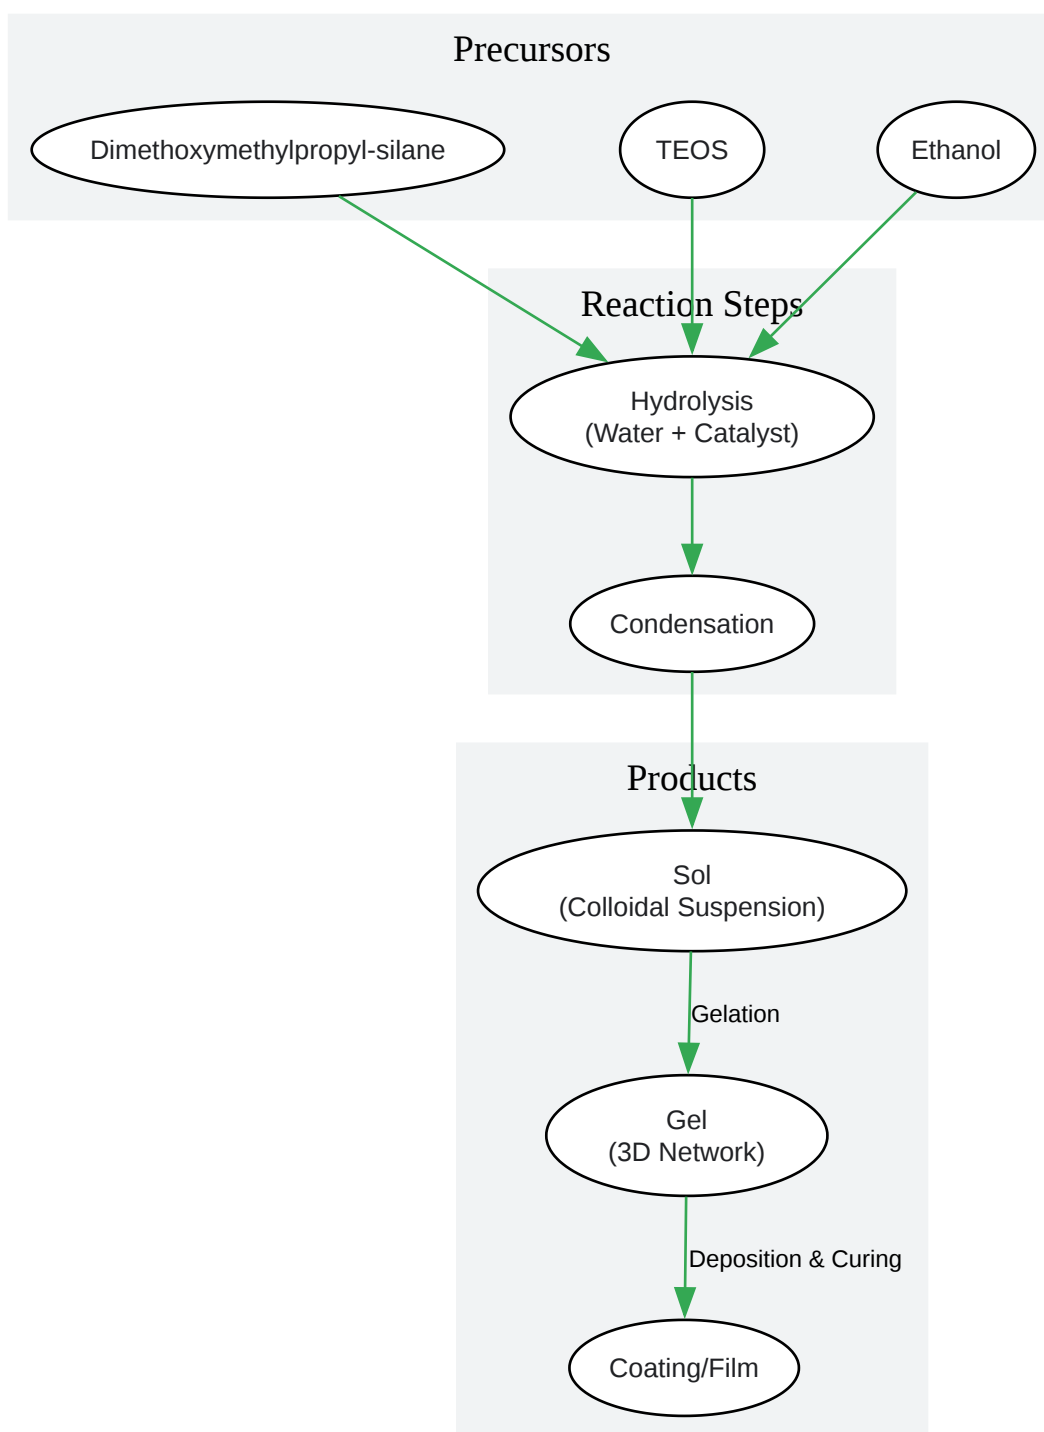 Precursors
Dimethoxymethylpropyl-silane
TEOS
Ethanol
Reaction Steps
Hydrolysis
(Water + Catalyst)
Condensation
Products
Sol
(Colloidal Suspension)
Gelation
Gel
(3D Network)
Deposition & Curing
Coating/Film